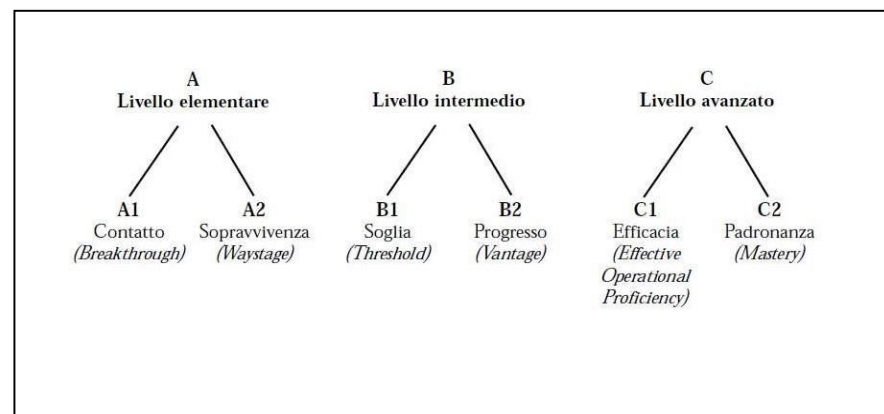 A
Livello elementare
B
Livello intermedio
C
Livello avanzato
A1
Contatto
(Breakthrough)
A2
Sopravvivenza
(Waystage)
B1
Soglia
(Threshold)
B2
Progresso
(Vantage)
C1
Efficacia
(Effective
Operational
Proficiency)
C2
Padronanza
(Mastery)